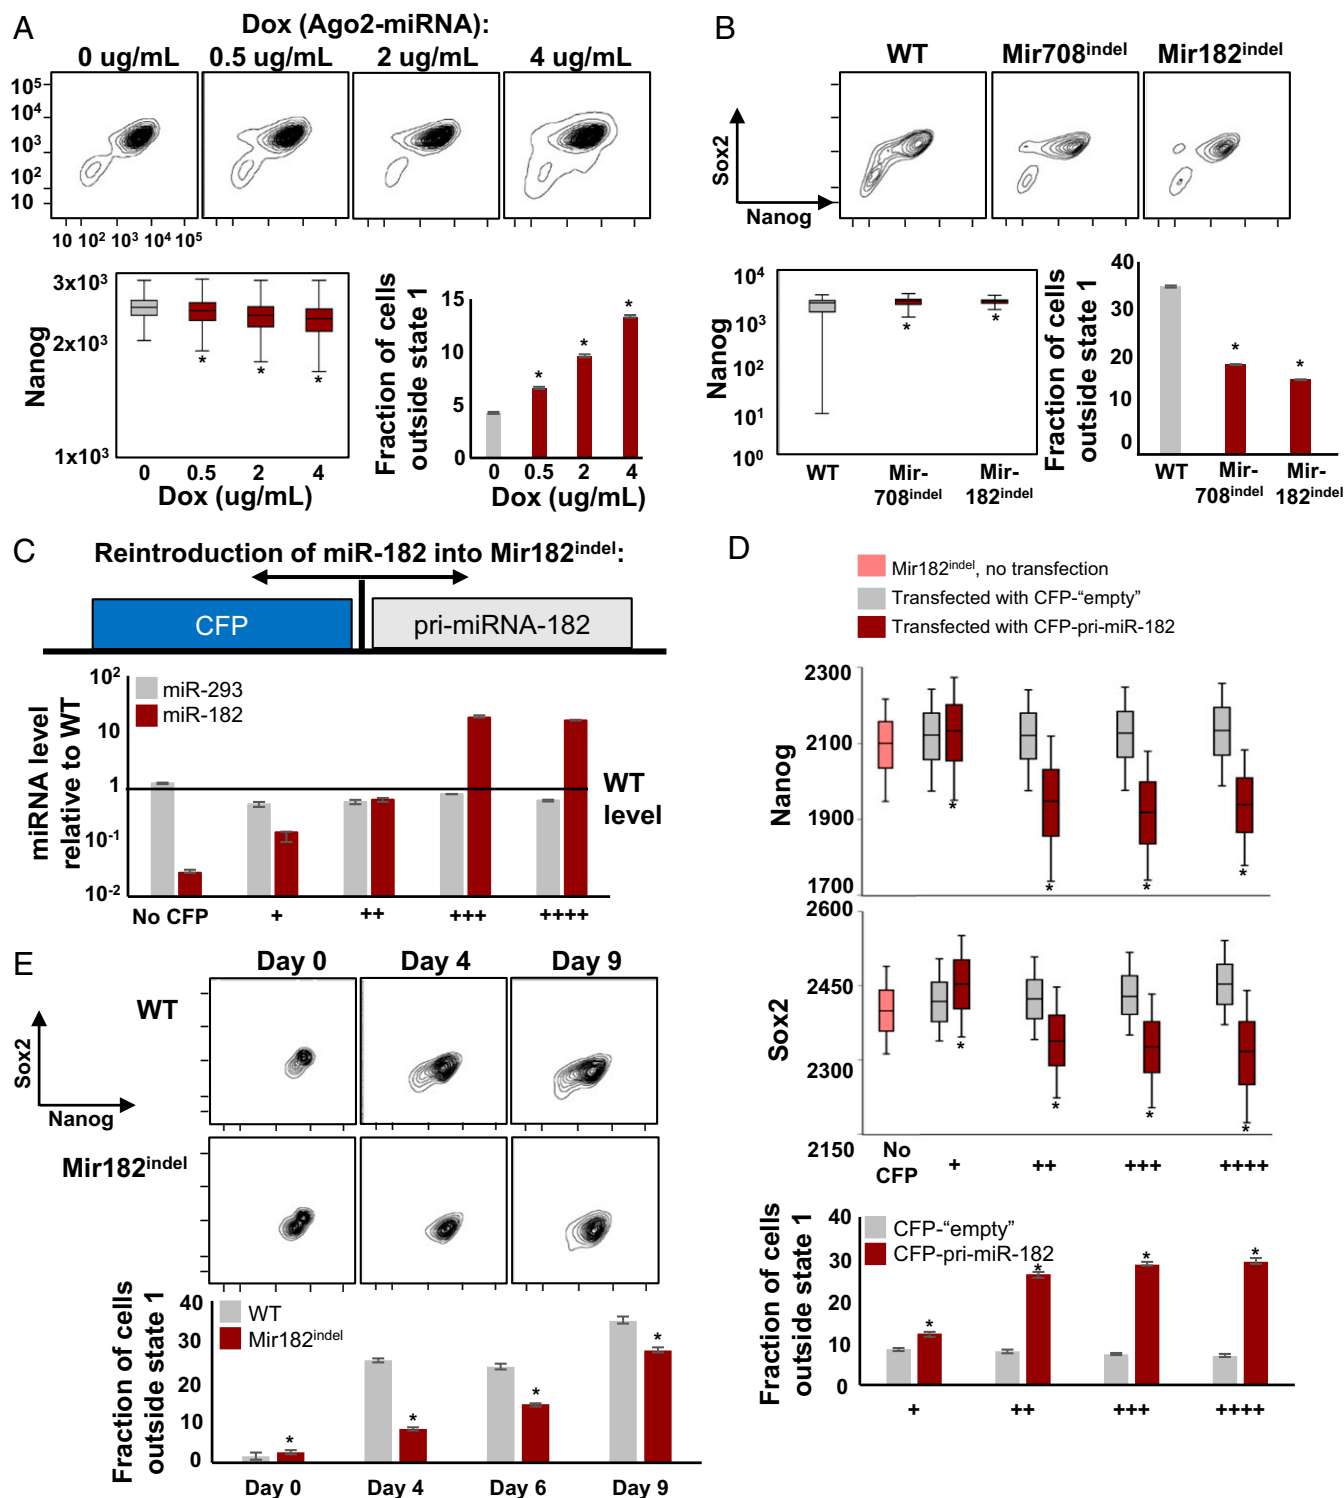 A
Dox (Ago2-miRNA):
0 ug/mL 0.5 ug/mL 2 ug/mL 4 ug/mL
10⁵
10⁴
10³
10²
10
10 10² 10³ 10⁴ 10⁵
Nanog
3x10³
2x10³
1x10³
0 0.5 2 4
Dox (ug/mL)
Fraction of cells
outside state 1
15
10
5
0
* * *
* * *
0 0.5 2 4
Dox (ug/mL)
B
WT Mir708indel Mir182indel
Sox2
Nanog
Nanog
10⁴
10³
10²
10¹
10⁰
* *
WT Mir-708indel Mir-182indel
Fraction of cells
outside state 1
40
30
20
10
0
* *
WT Mir-708indel Mir-182indel
C
Reintroduction of miR-182 into Mir182indel:
CFP pri-miRNA-182
miRNA level
relative to WT
10²
10
1
10⁻¹
10⁻²
miR-293
miR-182
WT
level
No CFP + ++ +++ ++++
D
Mir182indel, no transfection
Transfected with CFP-“empty”
Transfected with CFP-pri-miR-182
Nanog
2300
2100
1900
1700
* * * *
Sox2
2600
2450
2300
2150
* * * *
No
CFP + ++ +++ ++++
Fraction of cells
outside state 1
40
30
20
10
0
CFP-“empty”
CFP-pri-miR-182
* * * *
+ ++ +++ ++++
E
Day 0 Day 4 Day 9
WT
Sox2
Nanog
Mir182indel
Fraction of cells
outside state 1
40
30
20
10
0
WT
Mir182indel
* * * *
Day 0 Day 4 Day 6 Day 9